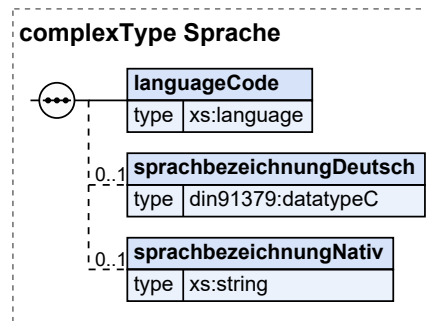 complexType Sprache
languageCode
type xs:language
0..1 sprachbezeichnungDeutsch
type din91379:datatypeC
0..1 sprachbezeichnungNativ
type xs:string